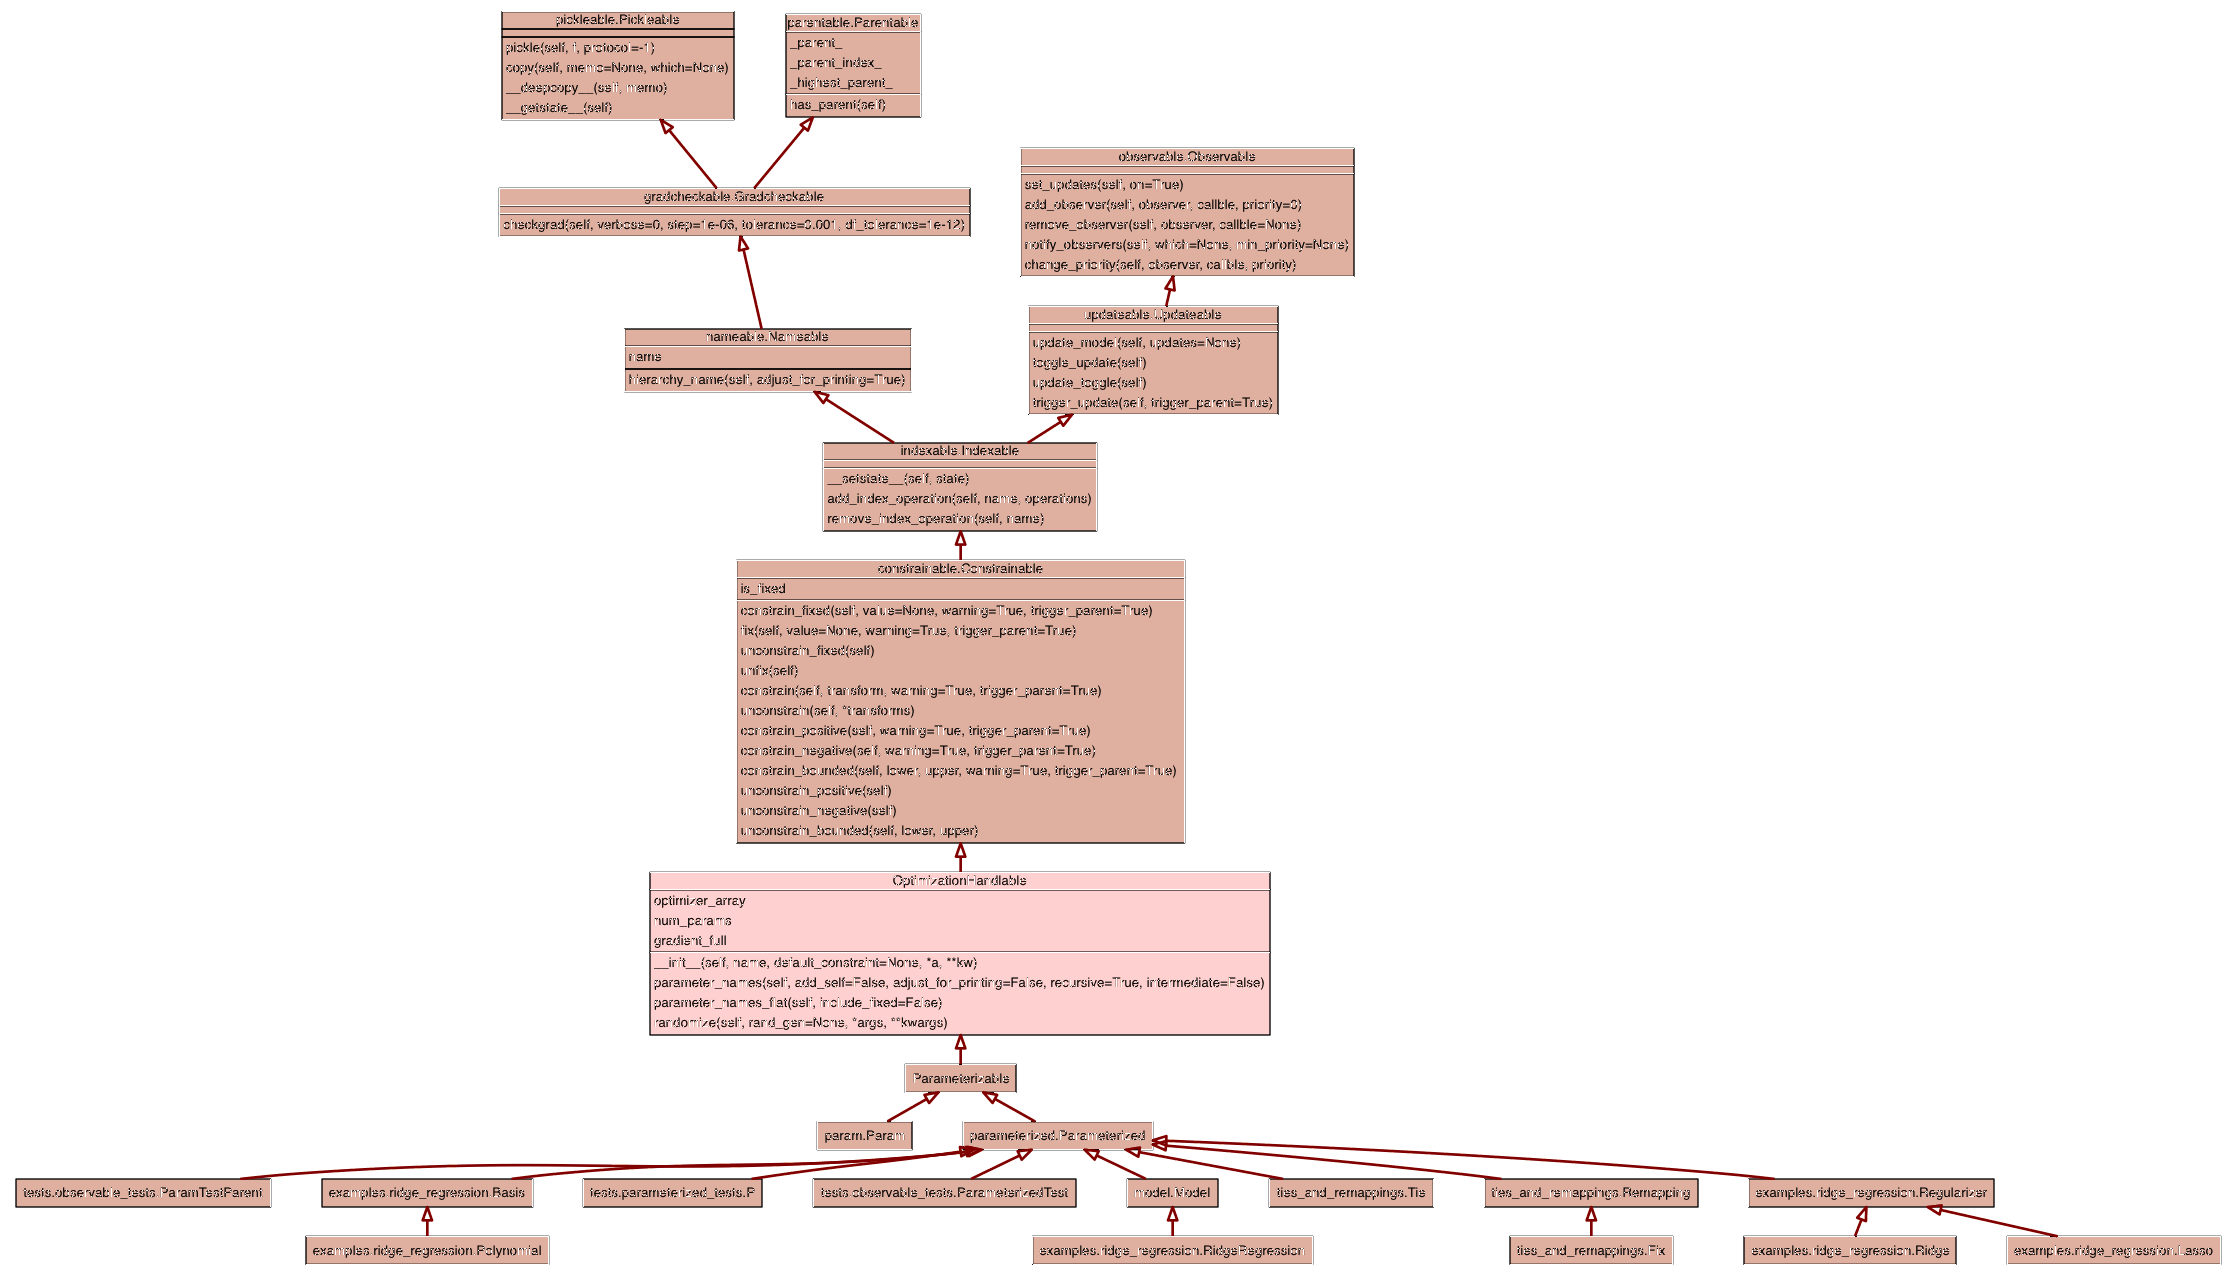 pickleable.Pickleable
pickle(self, f, protocol=-1)
copy(self, memo=None, which=None)
__deepcopy__(self, memo)
__getstate__(self)
parentable.Parentable
_parent_
_parent_index_
_highest_parent_
has_parent(self)
gradcheckable.Gradcheckable
checkgrad(self, verbose=0, step=1e-06, tolerance=0.001, df_tolerance=1e-12)
observable.Observable
set_updates(self, on=True)
add_observer(self, observer, callble, priority=0)
remove_observer(self, observer, callble=None)
notify_observers(self, which=None, min_priority=None)
change_priority(self, observer, callble, priority)
nameable.Nameable
name
hierarchy_name(self, adjust_for_printing=True)
updateable.Updateable
update_model(self, updates=None)
toggle_update(self)
update_toggle(self)
trigger_update(self, trigger_parent=True)
indexable.Indexable
__setstate__(self, state)
add_index_operation(self, name, operations)
remove_index_operation(self, name)
constrainable.Constrainable
is_fixed
constrain_fixed(self, value=None, warning=True, trigger_parent=True)
fix(self, value=None, warning=True, trigger_parent=True)
unconstrain_fixed(self)
unfix(self)
constrain(self, transform, warning=True, trigger_parent=True)
unconstrain(self, *transforms)
constrain_positive(self, warning=True, trigger_parent=True)
constrain_negative(self, warning=True, trigger_parent=True)
constrain_bounded(self, lower, upper, warning=True, trigger_parent=True)
unconstrain_positive(self)
unconstrain_negative(self)
unconstrain_bounded(self, lower, upper)
OptimizationHandlable
optimizer_array
num_params
gradient_full
__init__(self, name, default_constraint=None, *a, **kw)
parameter_names(self, add_self=False, adjust_for_printing=False, recursive=True, intermediate=False)
parameter_names_flat(self, include_fixed=False)
randomize(self, rand_gen=None, *args, **kwargs)
Parameterizable
param.Param
parameterized.Parameterized
tests.observable_tests.ParamTestParent
examples.ridge_regression.Basis
tests.parameterized_tests.P
tests.observable_tests.ParameterizedTest
model.Model
ties_and_remappings.Tie
ties_and_remappings.Remapping
examples.ridge_regression.Regularizer
examples.ridge_regression.Polynomial
examples.ridge_regression.RidgeRegression
ties_and_remappings.Fix
examples.ridge_regression.Ridge
examples.ridge_regression.Lasso